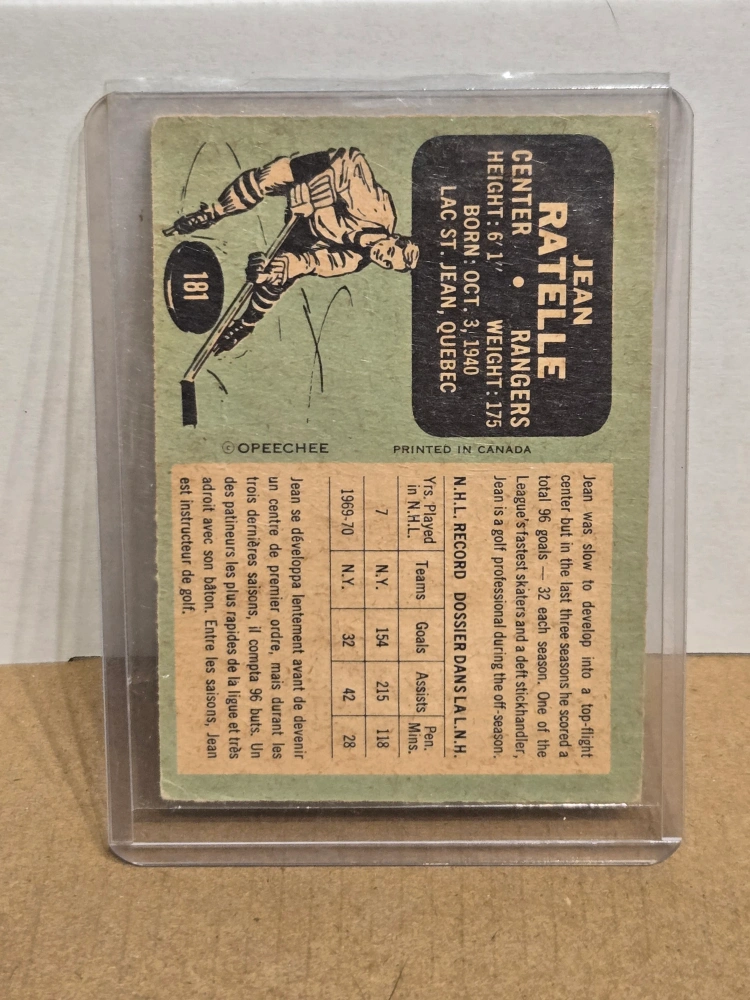 JEAN
RATELLE
CENTER • RANGERS
HEIGHT: 6'1" WEIGHT: 175
BORN: OCT. 3, 1940
LAC ST. JEAN, QUEBEC
181
© OPEECHEE
PRINTED IN CANADA
Jean was slow to develop into a top-flight
center but in the last three seasons he scored a
total 96 goals — 32 each season. One of the
League's fastest skaters and a deft stickhandler,
Jean is a golf professional during the off-season.
N.H.L. RECORD DOSSIER DANS LA L.N.H.
Yrs. Played in N.H.L. Teams Goals Assists Pen. Mins.
7 N.Y. 154 215 118
1969-70 N.Y. 32 42 28
Jean se développa lentement avant de devenir
un centre de premier ordre, mais durant les
trois dernières saisons, il compta 96 buts. Un
des patineurs les plus rapides de la ligue et très
adroit avec son bâton. Entre les saisons, Jean
est instructeur de golf.